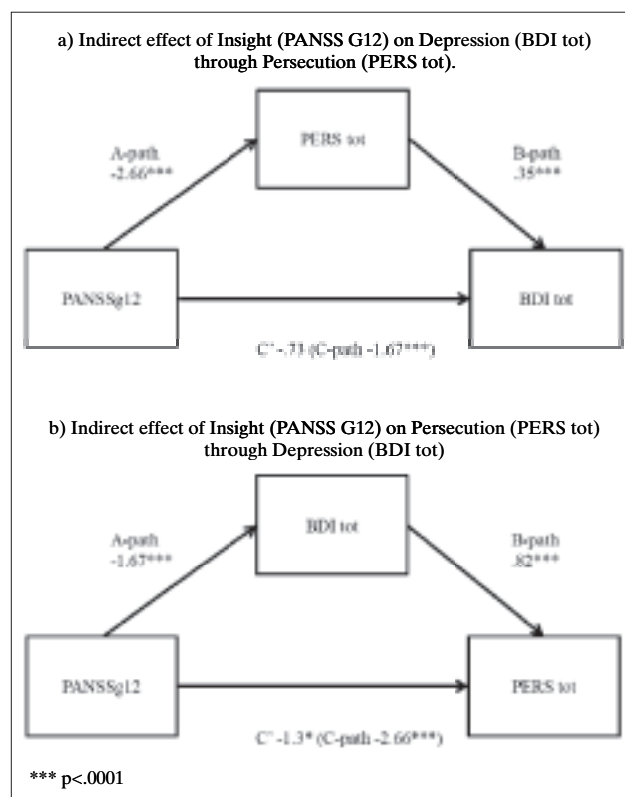 a) Indirect effect of Insight (PANSS G12) on Depression (BDI tot)
through Persecution (PERS tot).
PERS tot
A-path
-2.66***
B-path
.35***
PANSSg12
BDI tot
C' -.73 (C-path -1.67***)
b) Indirect effect of Insight (PANSS G12) on Persecution (PERS tot)
through Depression (BDI tot)
BDI tot
A-path
-1.67***
B-path
.82***
PANSSg12
PERS tot
C' -1.3* (C-path -2.66***)
*** p<.0001